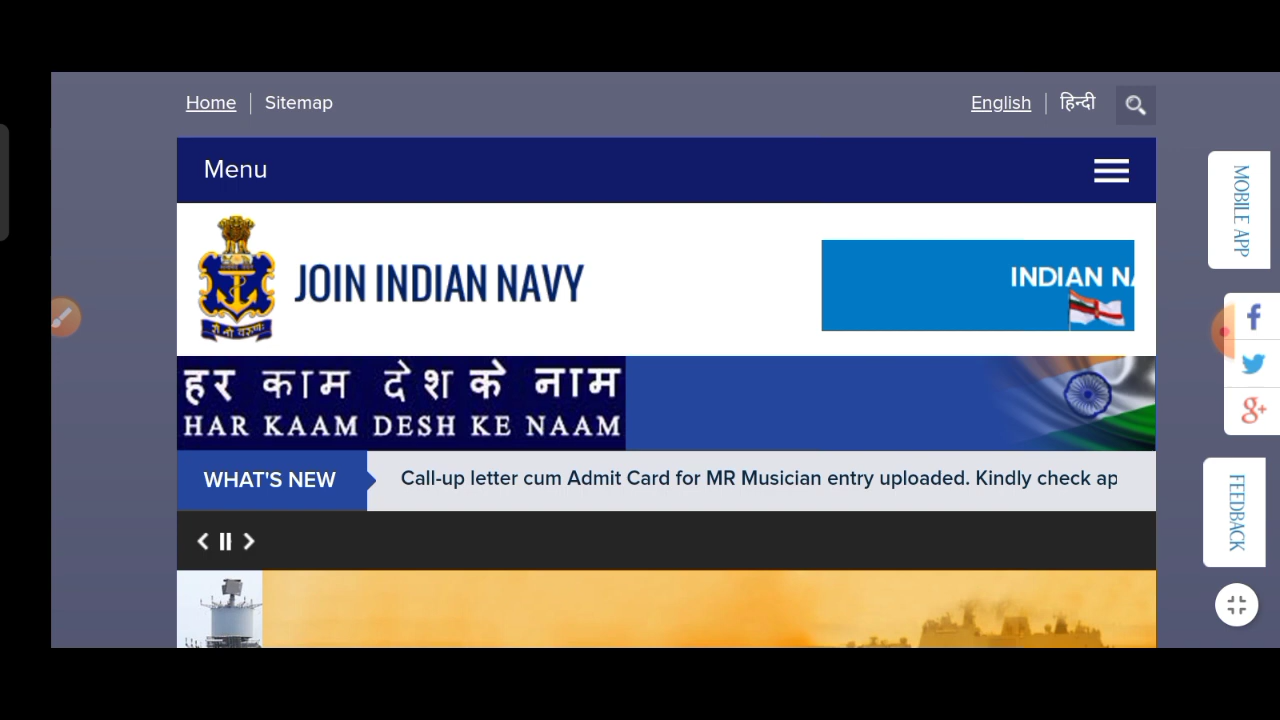 Home Sitemap English हिन्दी
Menu
JOIN INDIAN NAVY
INDIAN NA
हर काम देश के नाम
HAR KAAM DESH KE NAAM
WHAT'S NEW Call-up letter cum Admit Card for MR Musician entry uploaded. Kindly check ap
MOBILE APP
FEEDBACK